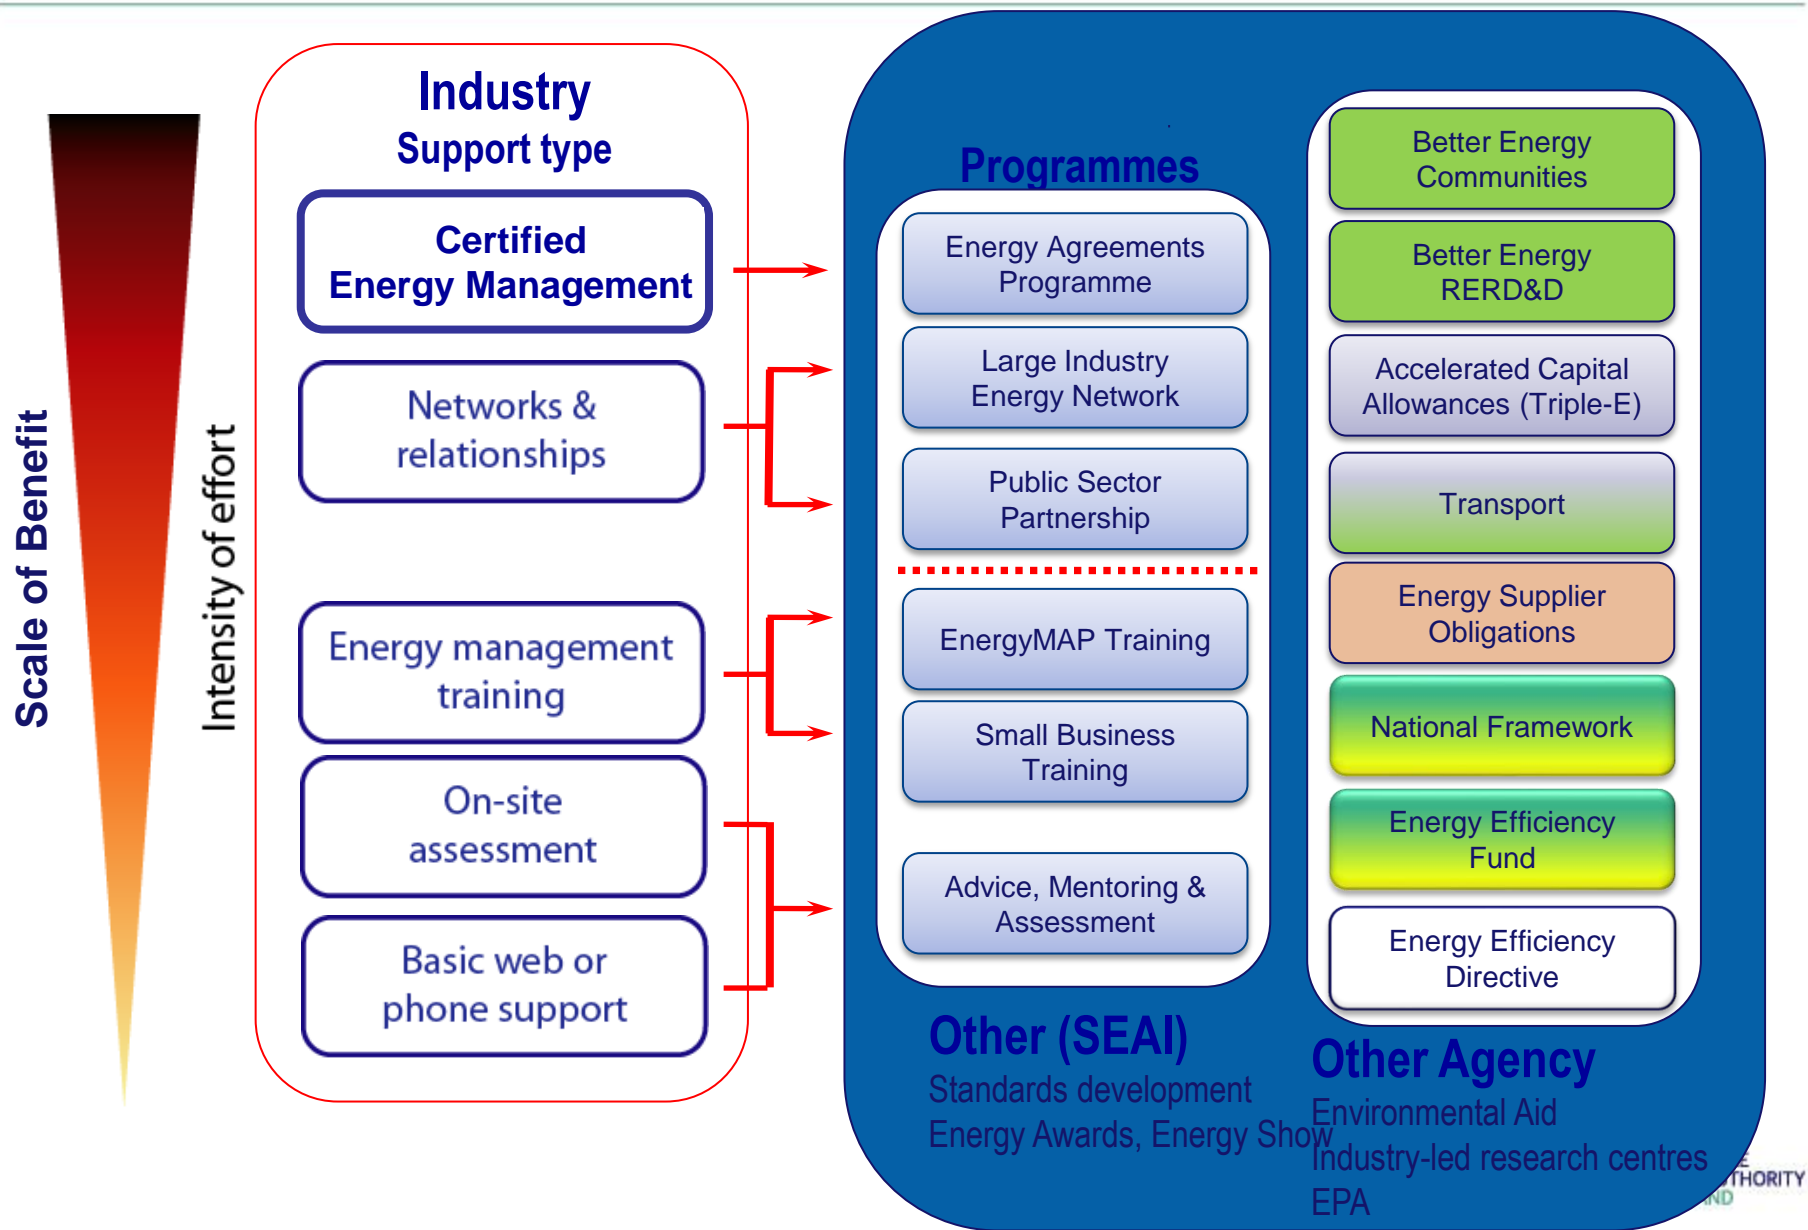 Scale of Benefit
Intensity of effort
Industry
Support type
Certified
Energy Management
Networks &
relationships
Energy management
training
On-site
assessment
Basic web or
phone support
Programmes
Energy Agreements
Programme
Large Industry
Energy Network
Public Sector
Partnership
EnergyMAP Training
Small Business
Training
Advice, Mentoring &
Assessment
Other (SEAI)
Standards development
Energy Awards, Energy Show
Better Energy
Communities
Better Energy
RERD&D
Accelerated Capital
Allowances (Triple-E)
Transport
Energy Supplier
Obligations
National Framework
Energy Efficiency
Fund
Energy Efficiency
Directive
Other Agency
Environmental Aid
Industry-led research centres
EPA